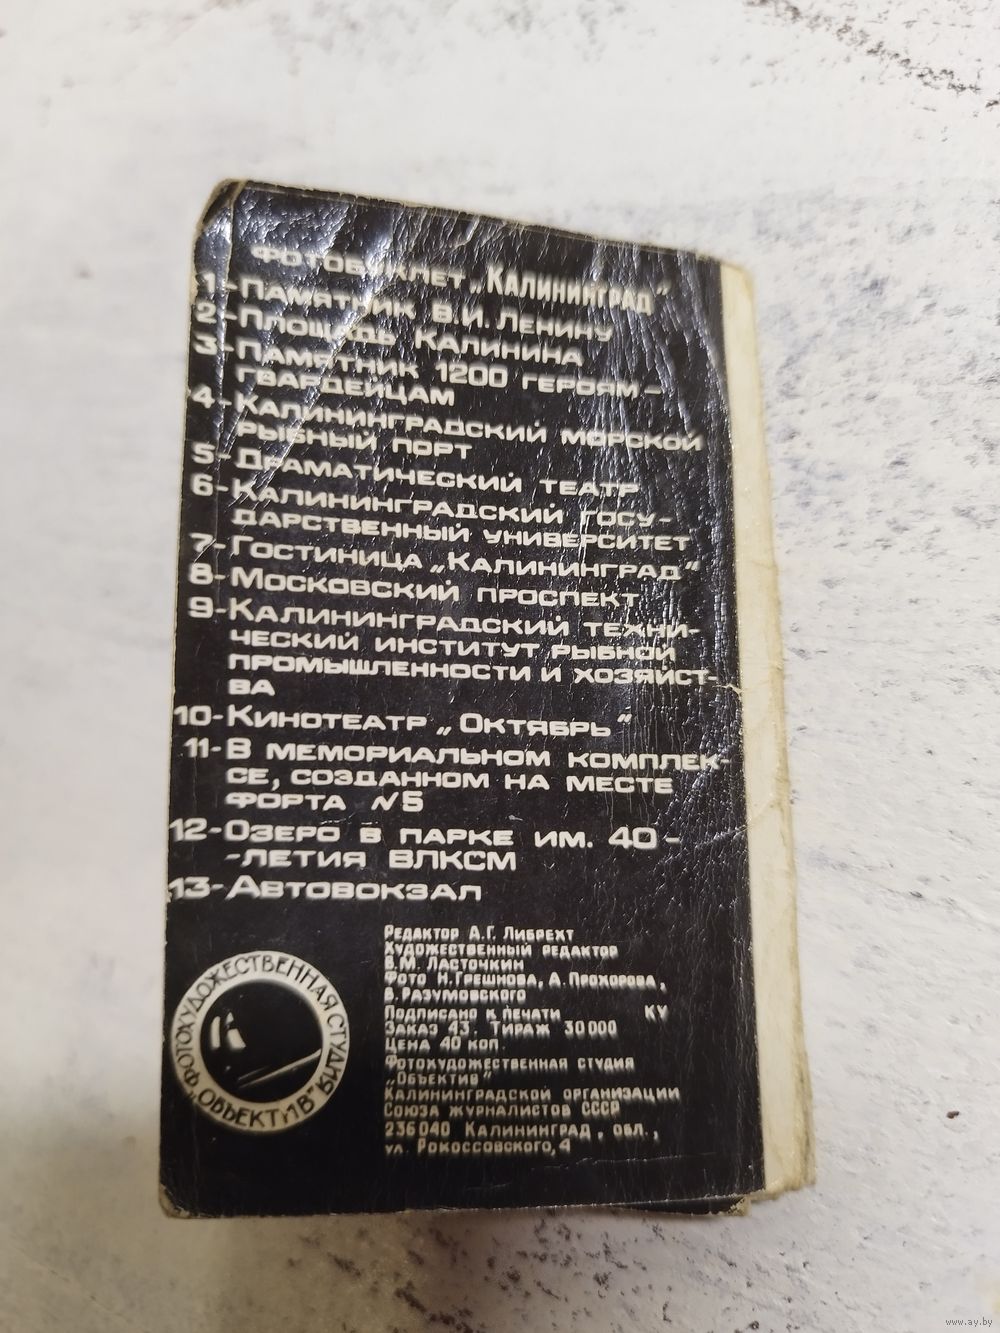 ФОТОБУКЛЕТ „КАЛИНИНГРАД"
1-ПАМЯТНИК В.И. ЛЕНИНУ
2-ПЛОЩАДЬ КАЛИНИНА
3-ПАМЯТНИК 1200 ГЕРОЯМ-
ГВАРДЕЙЦАМ
4-КАЛИНИНГРАДСКИЙ МОРСКОЙ
РЫБНЫЙ ПОРТ
5-ДРАМАТИЧЕСКИЙ ТЕАТР
6-КАЛИНИНГРАДСКИЙ ГОСУ-
ДАРСТВЕННЫЙ УНИВЕРСИТЕТ
7-ГОСТИНИЦА „КАЛИНИНГРАД"
8-МОСКОВСКИЙ ПРОСПЕКТ
9-КАЛИНИНГРАДСКИЙ ТЕХНИ-
ЧЕСКИЙ ИНСТИТУТ РЫБНОЙ
ПРОМЫШЛЕННОСТИ И ХОЗЯЙСТ-
ВА
10-КИНОТЕАТР „ОКТЯБРЬ"
11-В МЕМОРИАЛЬНОМ КОМПЛЕК-
СЕ, СОЗДАННОМ НА МЕСТЕ
ФОРТА №5
12-ОЗЕРО В ПАРКЕ ИМ. 40-
-ЛЕТИЯ ВЛКСМ
13-АВТОВОКЗАЛ
РЕДАКТОР А.Г. ЛИБРЕХТ
ХУДОЖЕСТВЕННЫЙ РЕДАКТОР
В.М. ЛАСТОЧКИН
ФОТО Н.ГРЕШНОВА, А.ПРОХОРОВА,
В.РАЗУМОВСКОГО
ПОДПИСАНО К ПЕЧАТИ КУ
ЗАКАЗ 43. ТИРАЖ 30000
ЦЕНА 40 КОП.
ФОТОХУДОЖЕСТВЕННАЯ СТУДИЯ
„ОБЪЕКТИВ"
КАЛИНИНГРАДСКОЙ ОРГАНИЗАЦИИ
СОЮЗА ЖУРНАЛИСТОВ СССР
236040 КАЛИНИНГРАД, ОБЛ.,
УЛ. РОКОССОВСКОГО,4
ФОТОХУДОЖЕСТВЕННАЯ СТУДИЯ „ОБЪЕКТИВ"
www.ay.by